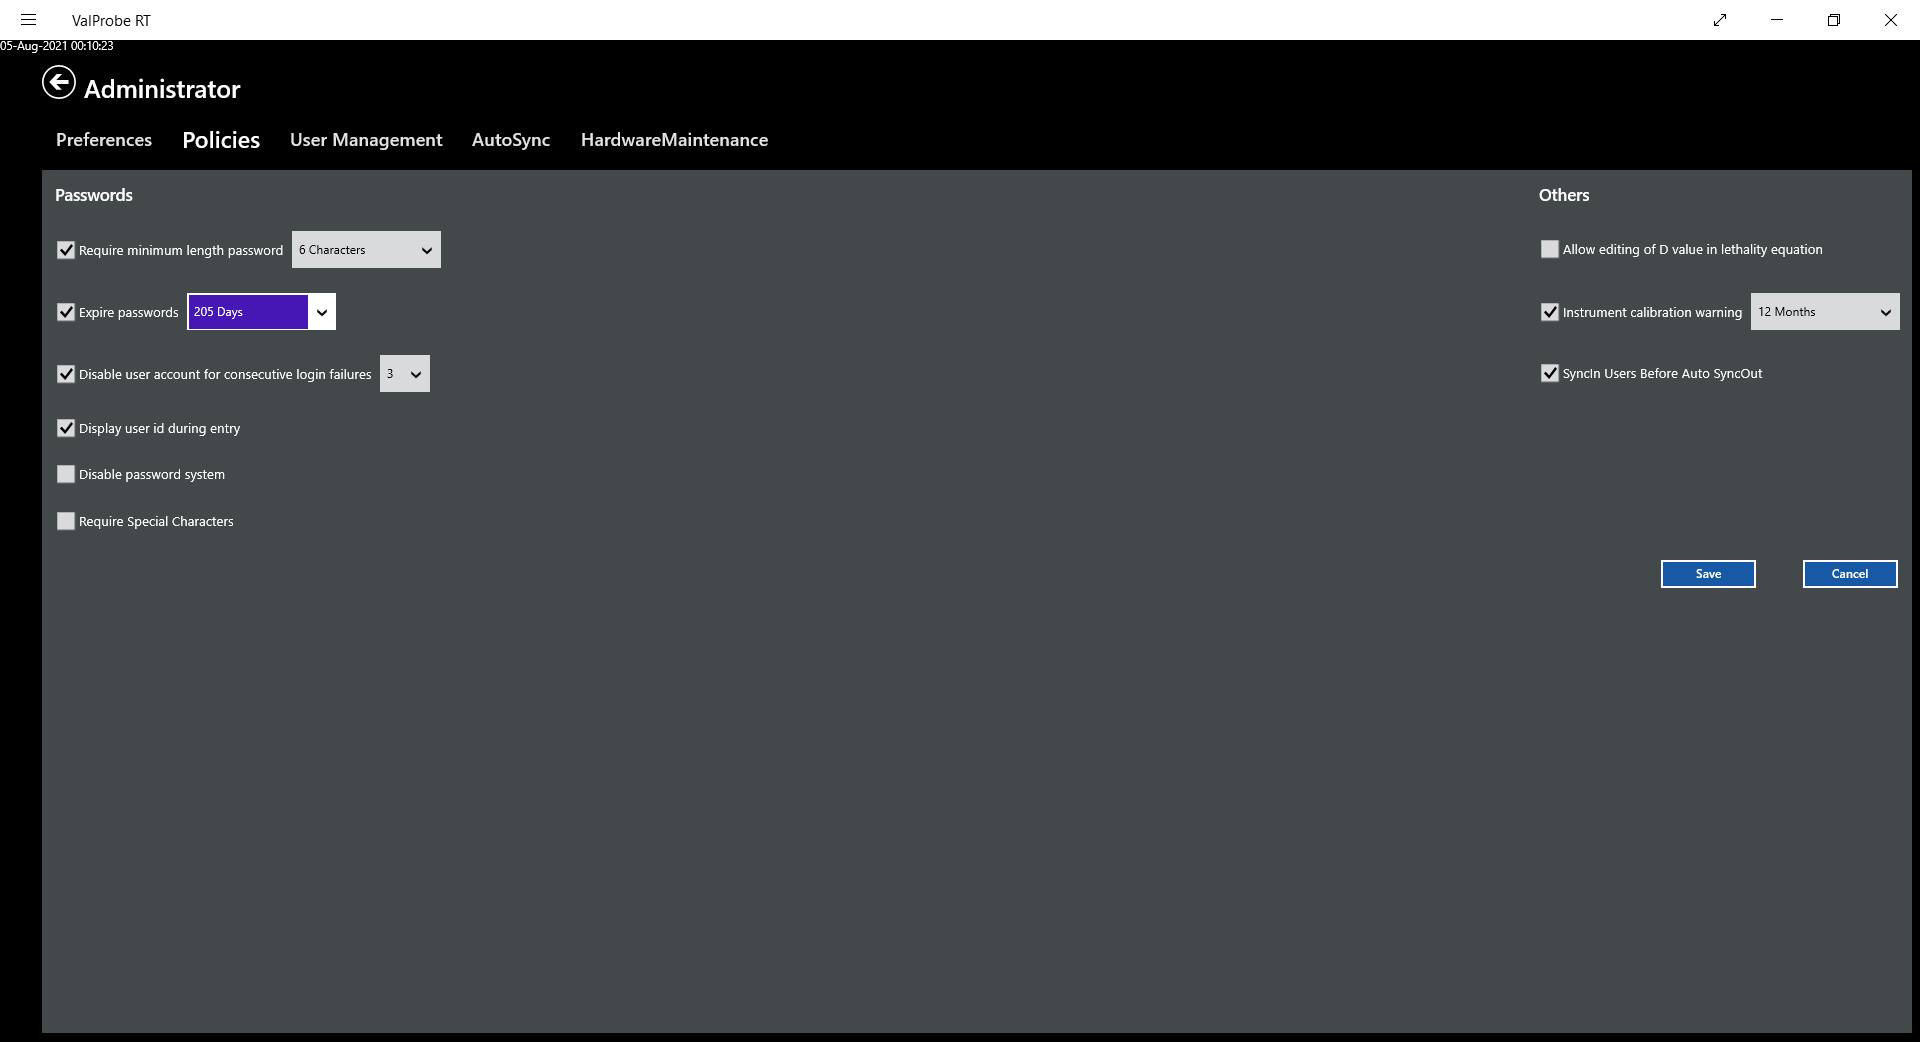 ValProbe RT
05-Aug-2021 00:10:23
Administrator
Preferences Policies User Management AutoSync HardwareMaintenance
Passwords
Others
Require minimum length password 6 Characters
Allow editing of D value in lethality equation
Expire passwords 205 Days
Instrument calibration warning 12 Months
Disable user account for consecutive login failures 3
SyncIn Users Before Auto SyncOut
Display user id during entry
Disable password system
Require Special Characters
Save Cancel